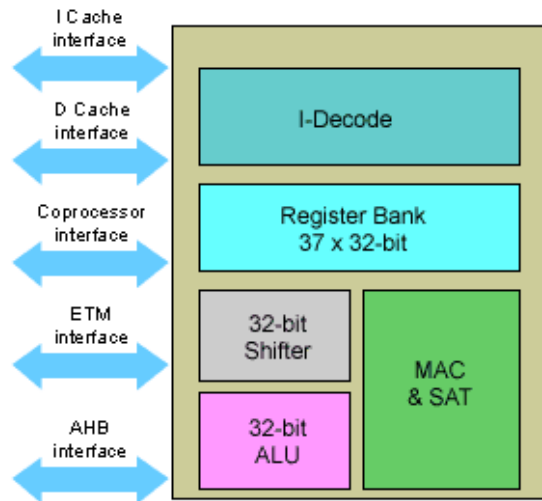 I Cache
interface
D Cache
interface
Coprocessor
interface
ETM
interface
AHB
interface
I-Decode
Register Bank
37 x 32-bit
32-bit
Shifter
32-bit
ALU
MAC
& SAT